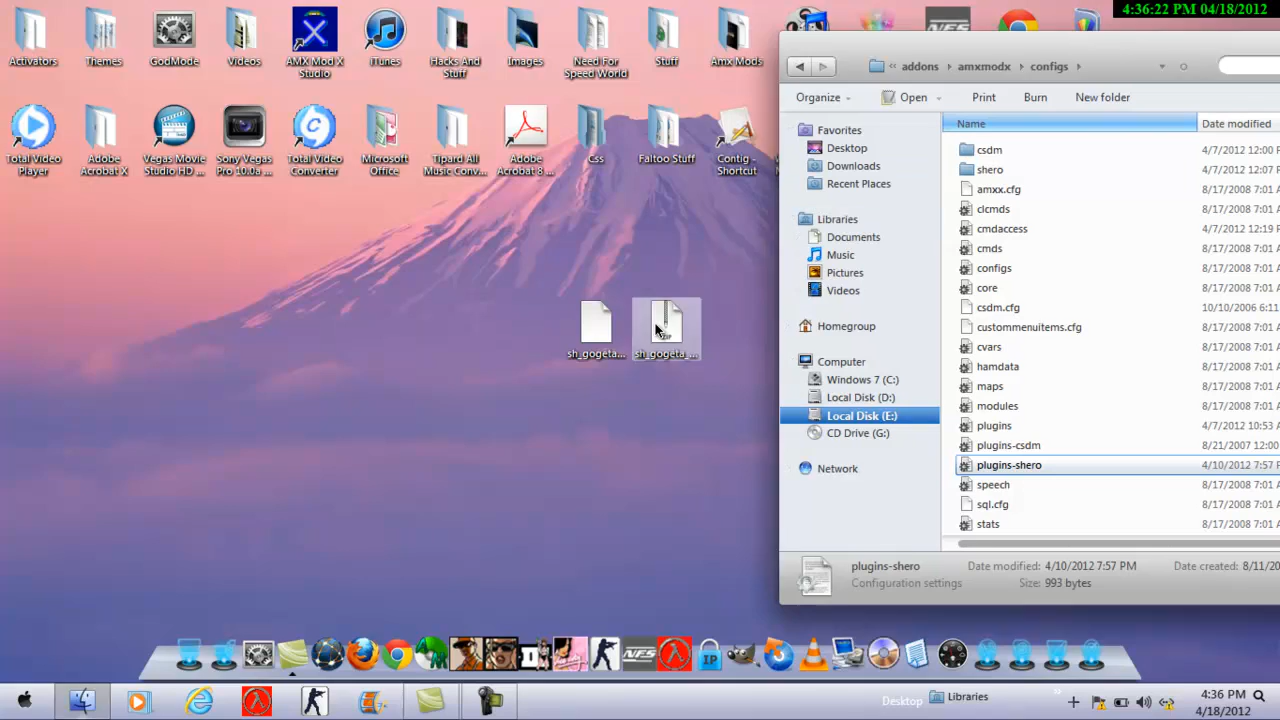 4:36:22 PM 04/18/2012
Activators
Themes
GodMode
Videos
AMX Mod X
Studio
iTunes
Hacks And
Stuff
Images
Need For
Speed World
Stuff
Amx Mods
Total Video
Player
Adobe
Acrobat X
Vegas Movie
Studio HD ...
Sony Vegas
Pro 10.0a ...
Total Video
Converter
Microsoft
Office
Tipard All
Music Conv...
Adobe
Acrobat 8 ...
Css
Faltoo Stuff
Contig -
Shortcut
sh_gogeta...
sh_gogeta_...
addons
amxmodx
configs
Organize
Open
Print
Burn
New folder
Favorites
Desktop
Downloads
Recent Places
Libraries
Documents
Music
Pictures
Videos
Homegroup
Computer
Windows 7 (C:)
Local Disk (D:)
Local Disk (E:)
CD Drive (G:)
Network
Name
Date modified
csdm
4/7/2012 12:00 P
shero
4/7/2012 12:07 P
amxx.cfg
8/17/2008 7:01 A
clcmds
8/17/2008 7:01 A
cmdaccess
4/7/2012 12:19 P
cmds
8/17/2008 7:01 A
configs
8/17/2008 7:01 A
core
8/17/2008 7:01 A
csdm.cfg
10/10/2006 6:11
custommenuitems.cfg
8/17/2008 7:01 A
cvars
8/17/2008 7:01 A
hamdata
8/17/2008 7:01 A
maps
8/17/2008 7:01 A
modules
8/17/2008 7:01 A
plugins
4/7/2012 10:53 A
plugins-csdm
8/21/2007 12:00
plugins-shero
4/10/2012 7:57 P
speech
8/17/2008 7:01 A
sql.cfg
8/17/2008 7:01 A
stats
8/17/2008 7:01 A
plugins-shero
Configuration settings
Date modified: 4/10/2012 7:57 PM
Size: 993 bytes
Date created: 8/11/20
NFS
IP
Desktop
Libraries
4:36 PM
4/18/2012